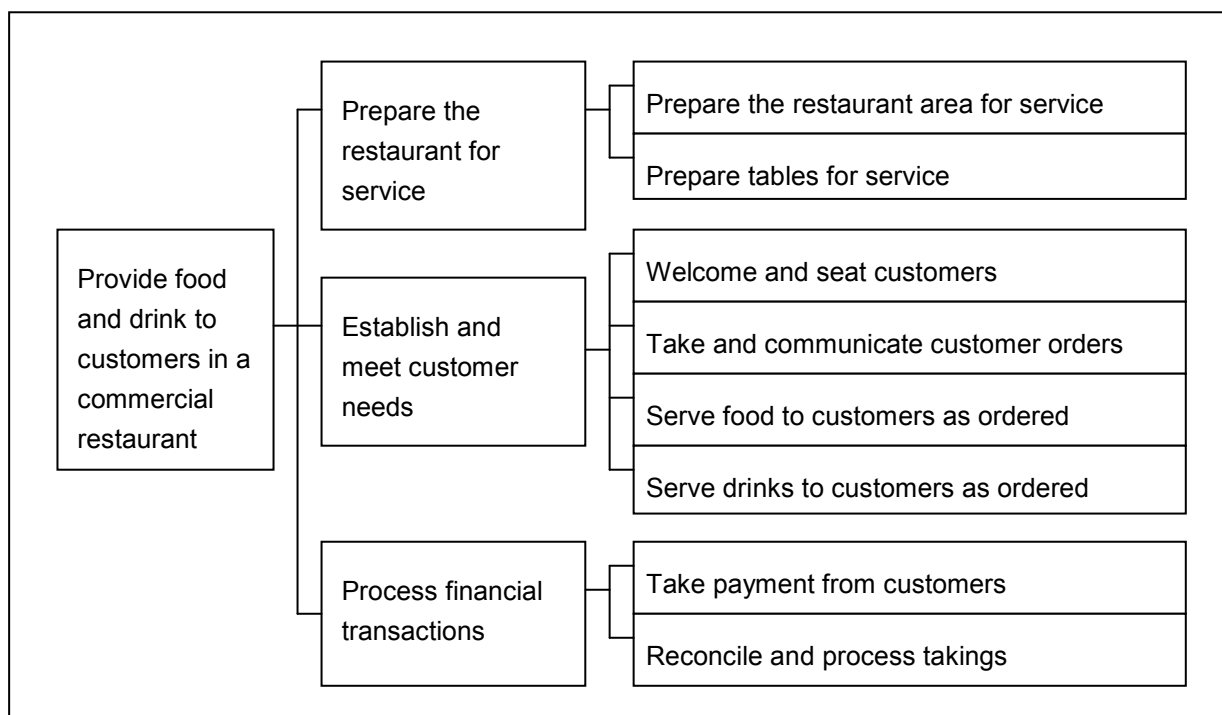 Provide food
and drink to
customers in a
commercial
restaurant
Prepare the
restaurant for
service
Prepare the restaurant area for service
Prepare tables for service
Establish and
meet customer
needs
Welcome and seat customers
Take and communicate customer orders
Serve food to customers as ordered
Serve drinks to customers as ordered
Process financial
transactions
Take payment from customers
Reconcile and process takings